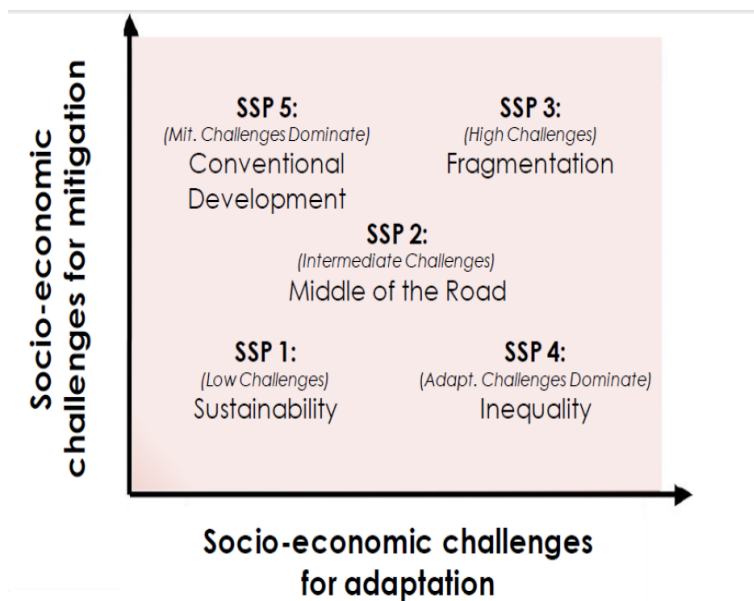 Socio-economic
challenges for mitigation
SSP 5:
(Mit. Challenges Dominate)
Conventional
Development
SSP 3:
(High Challenges)
Fragmentation
SSP 2:
(Intermediate Challenges)
Middle of the Road
SSP 1:
(Low Challenges)
Sustainability
SSP 4:
(Adapt. Challenges Dominate)
Inequality
Socio-economic challenges
for adaptation